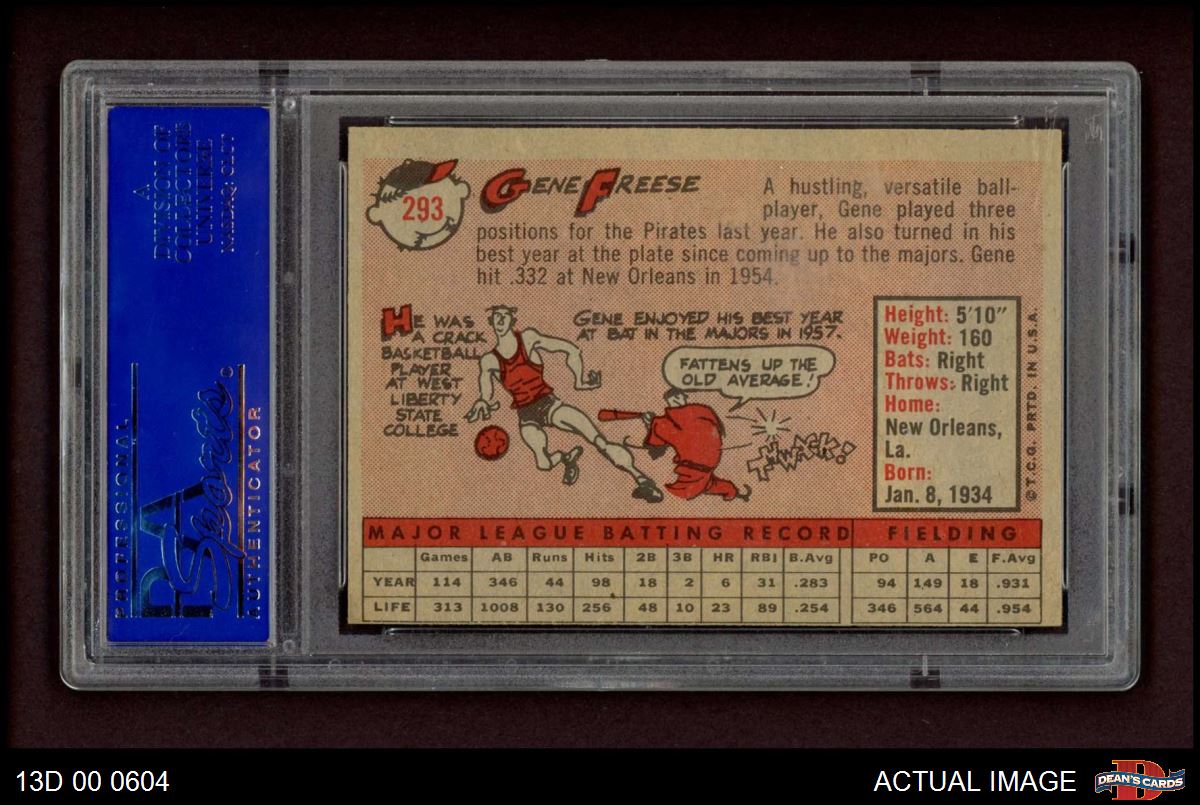 A
DIVISION OF
COLLECTORS
UNIVERSE
NASDAQ: CLCT
PROFESSIONAL
PSA
Sports
AUTHENTICATOR
293
GENE FREESE
A hustling, versatile ball-
player, Gene played three
positions for the Pirates last year. He also turned in his
best year at the plate since coming up to the majors. Gene
hit .332 at New Orleans in 1954.
HE WAS
A CRACK
BASKETBALL
PLAYER
AT WEST
LIBERTY
STATE
COLLEGE
GENE ENJOYED HIS BEST YEAR
AT BAT IN THE MAJORS IN 1957.
FATTENS UP THE
OLD AVERAGE!
THWACK!
Height: 5'10"
Weight: 160
Bats: Right
Throws: Right
Home:
New Orleans,
La.
Born:
Jan. 8, 1934
© T.C.G. PRTD. IN U.S.A.
MAJOR LEAGUE BATTING RECORD FIELDING
Games AB Runs Hits 2B 3B HR RBI B.Avg PO A E F.Avg
YEAR 114 346 44 98 18 2 6 31 .283 94 149 18 .931
LIFE 313 1008 130 256 48 10 23 89 .254 346 564 44 .954
13D 00 0604
ACTUAL IMAGE
D
DEAN'S CARDS